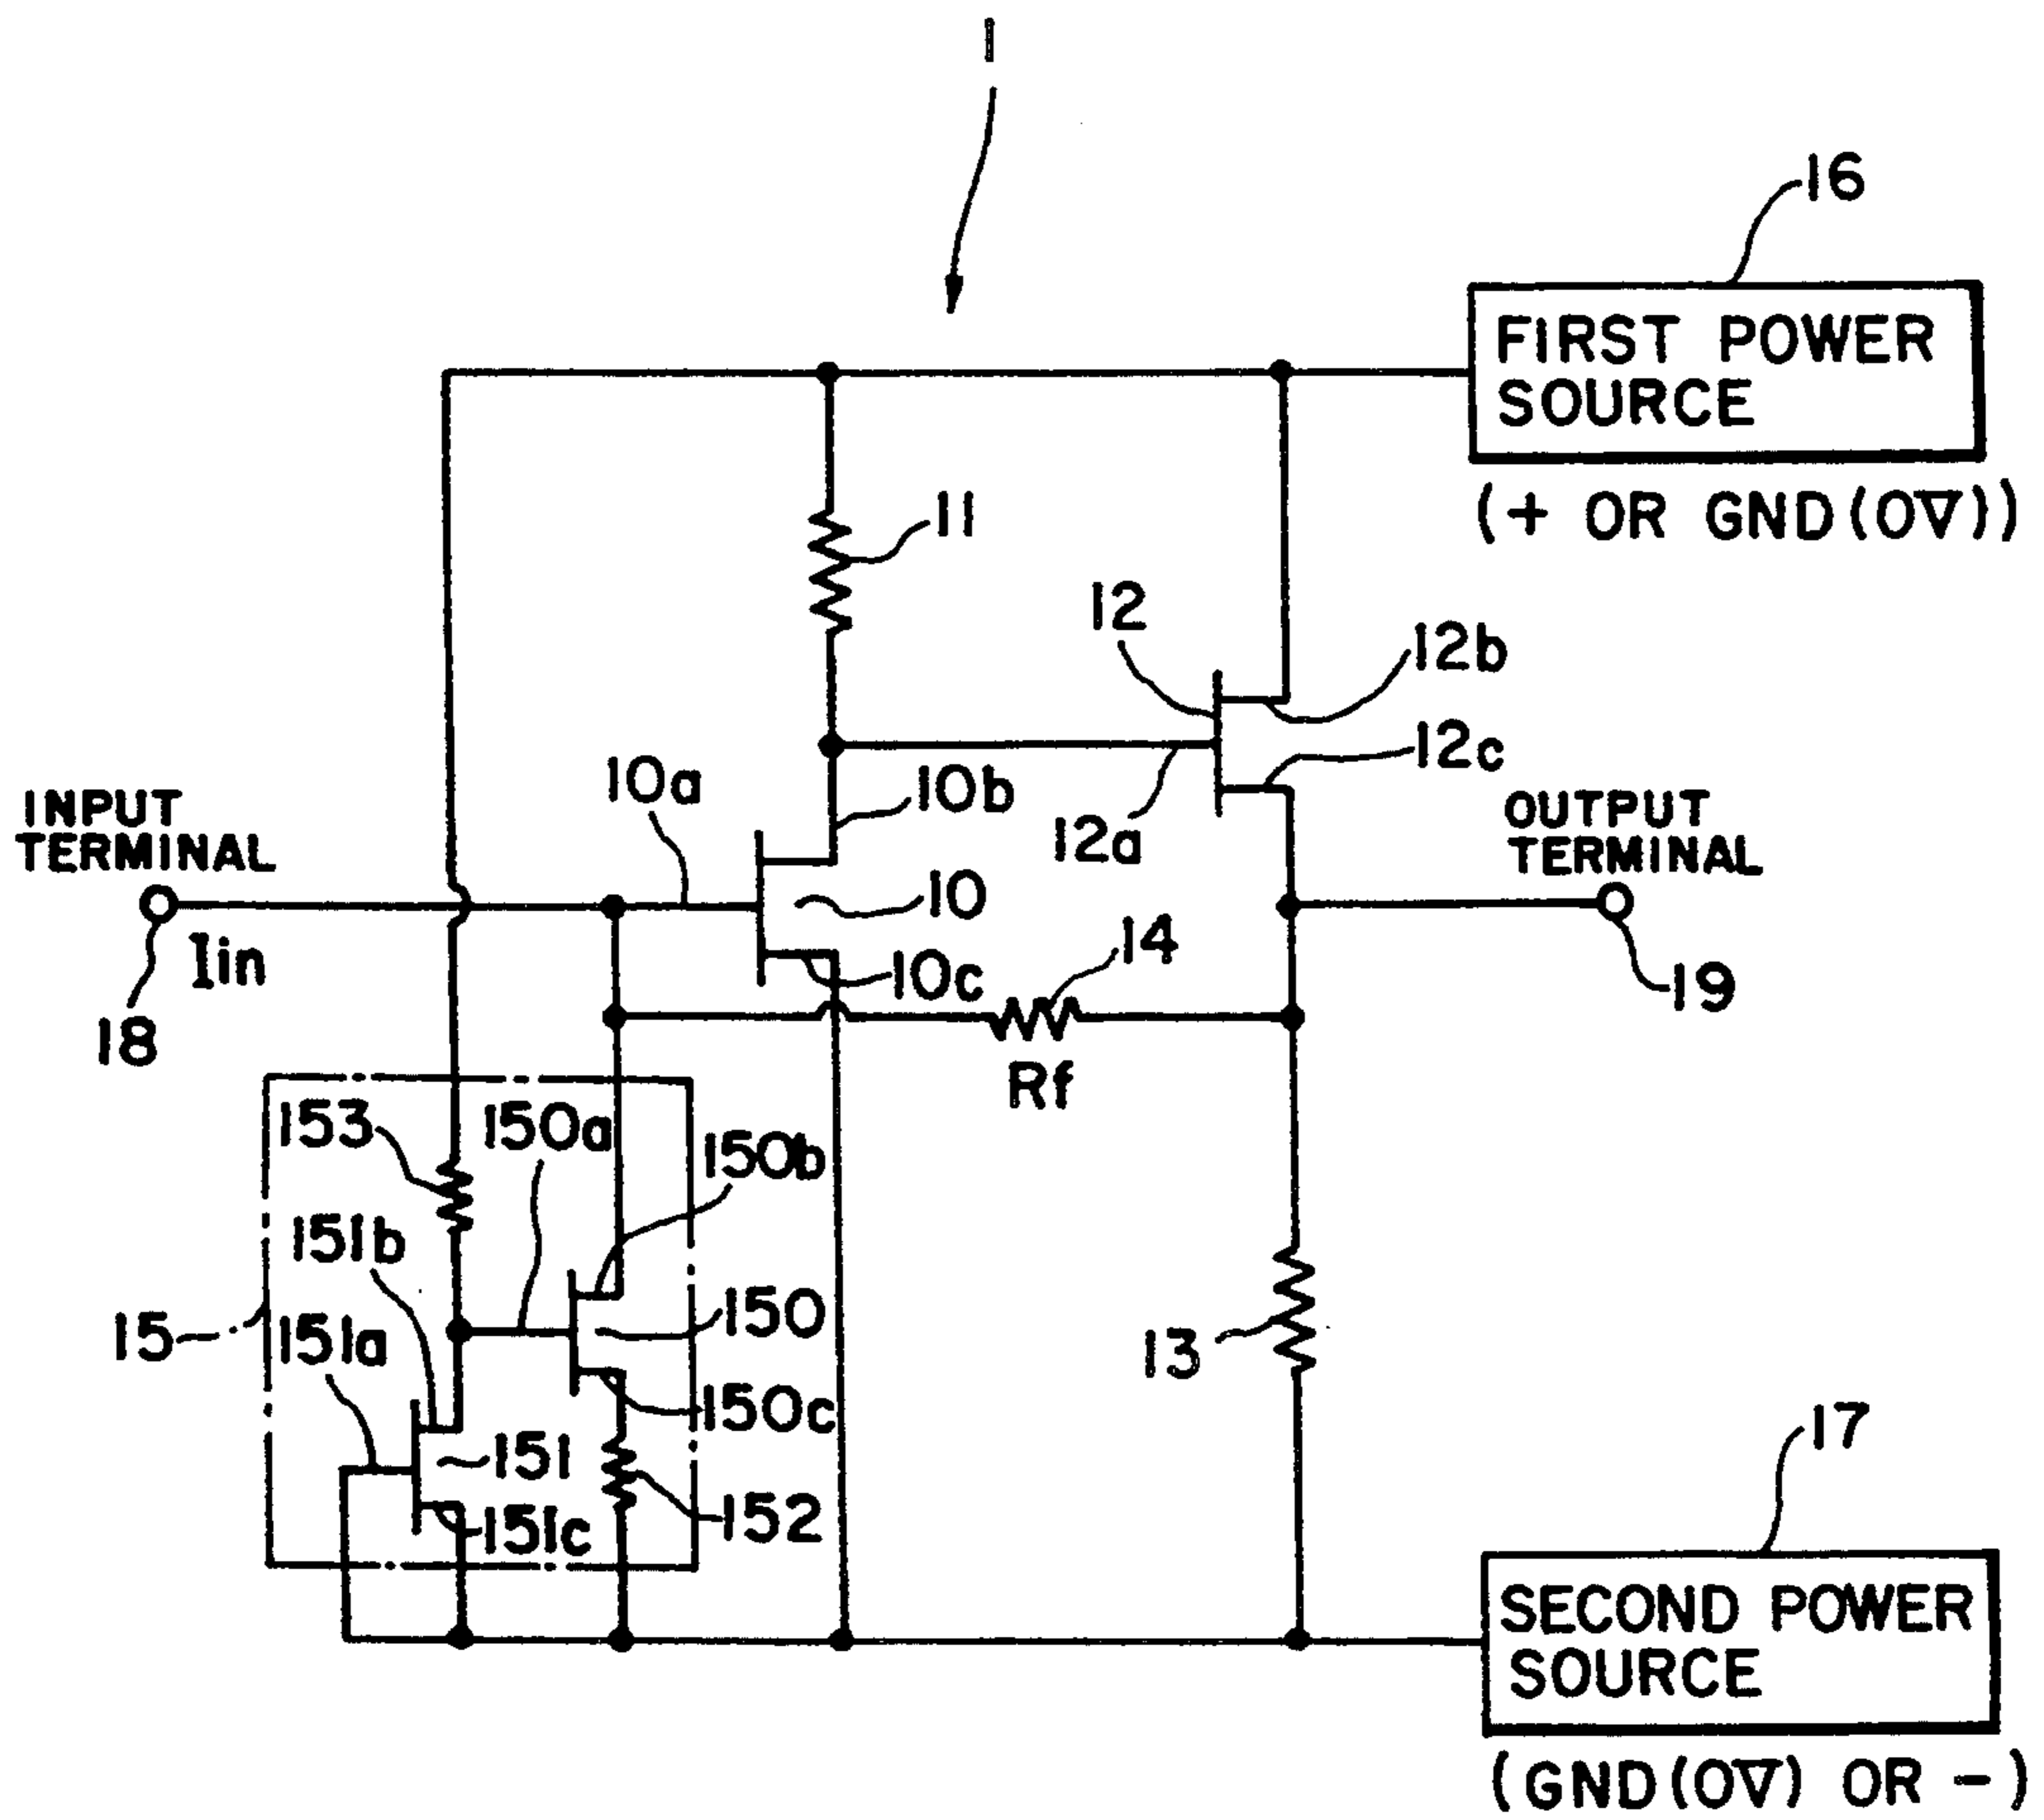 1
16
FIRST POWER
SOURCE
(+ OR GND(0V))
11
12
12b
12c
10a
10b
12a
INPUT
TERMINAL
OUTPUT
TERMINAL
10
14
Iin
10c
19
18
Rf
153
150a
150b
151b
15
151a
150
13
150c
17
151
152
151c
SECOND POWER
SOURCE
(GND(0V) OR -)